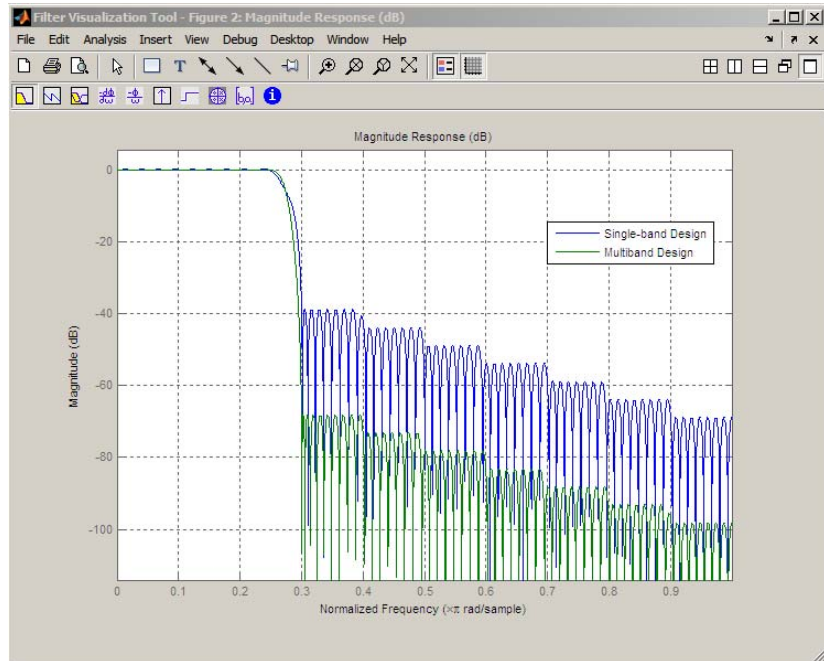 Filter Visualization Tool - Figure 2: Magnitude Response (dB)
File Edit Analysis Insert View Debug Desktop Window Help
Magnitude Response (dB)
0
-20
-40
-60
-80
-100
Magnitude (dB)
Single-band Design
Multiband Design
0 0.1 0.2 0.3 0.4 0.5 0.6 0.7 0.8 0.9
Normalized Frequency (×π rad/sample)